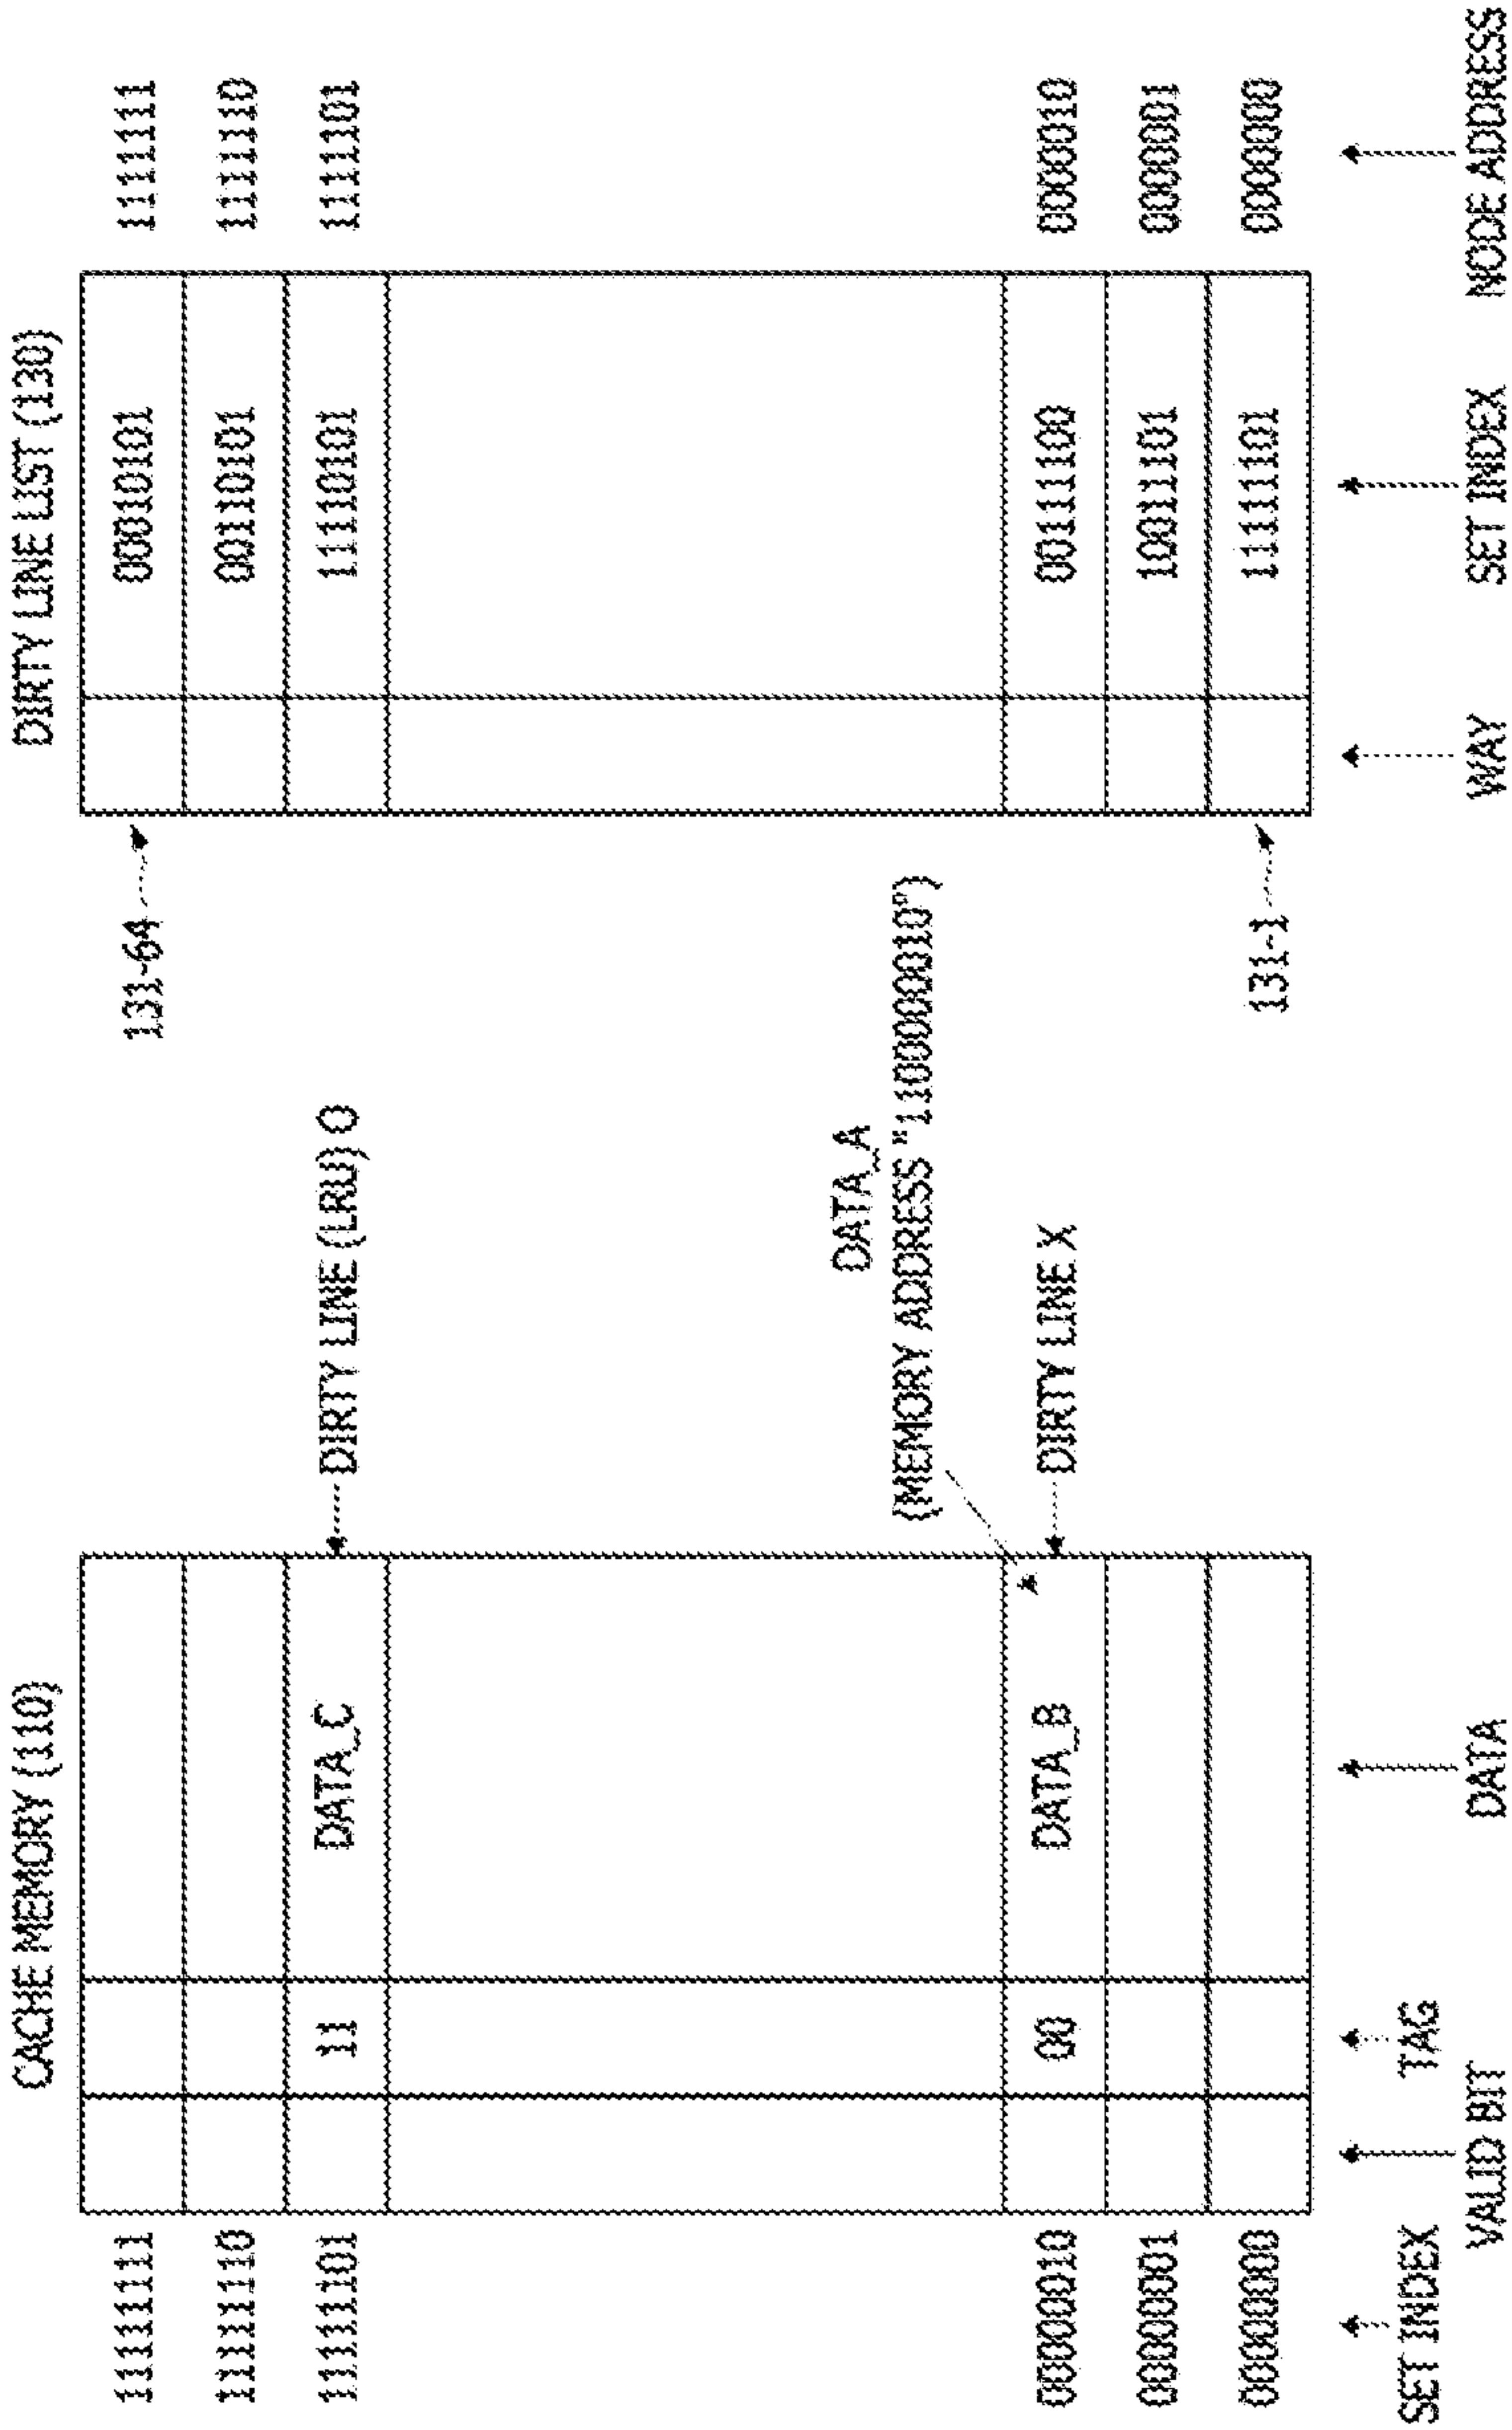 CACHE MEMORY (110)
DIRTY LINE LIST (130)
11111111
131-64
00010101
1111111
11111110
00110101
1111110
11111101
11
DATA_C
DIRTY LINE (LRU) O
11110101
1111101
DATA_A
(MEMORY ADDRESS "1100000010")
00000010
00
DATA_B
DIRTY LINE X
00111100
0000010
00000001
10011101
0000001
00000000
131-1
11111101
0000000
SET INDEX
VALID BIT
TAG
DATA
WAY
SET INDEX
NODE ADDRESS